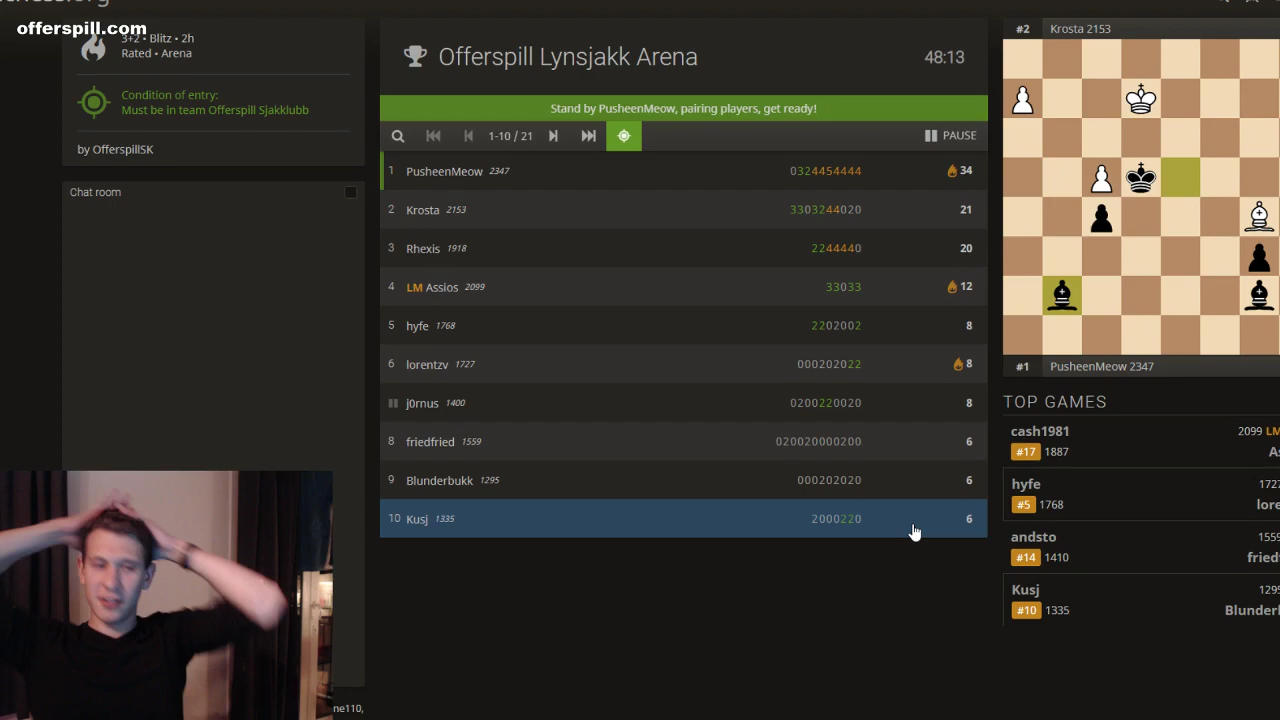 offerspill.com
3+2 • Blitz • 2h
Rated • Arena
Condition of entry:
Must be in team Offerspill Sjakklubb
by OfferspillSK
Chat room
Offerspill Lynsjakk Arena
48:13
Stand by PusheenMeow, pairing players, get ready!
1-10 / 21
PAUSE
1 PusheenMeow 2347 0324454444 34
2 Krosta 2153 3303244020 21
3 Rhexis 1918 2244440 20
4 LM Assios 2099 33033 12
5 hyfe 1768 2202002 8
6 lorentzv 1727 000202022 8
j0rnus 1400 0200220020 8
8 friedfried 1559 020020000200 6
9 Blunderbukk 1295 000202020 6
10 Kusj 1335 2000220 6
#2 Krosta 2153
#1 PusheenMeow 2347
TOP GAMES
cash1981 2099 LM
#17 1887
hyfe 1727
#5 1768
andsto 1559
#14 1410
Kusj 1295
#10 1335